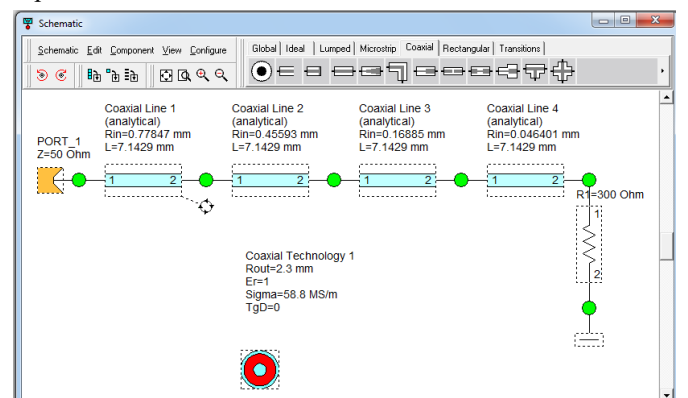 Schematic
Schematic Edit Component View Configure
Global Ideal Lumped Microstrip Coaxial Rectangular Transitions
Coaxial Line 1
(analytical)
Rin=0.77847 mm
L=7.1429 mm
Coaxial Line 2
(analytical)
Rin=0.45593 mm
L=7.1429 mm
Coaxial Line 3
(analytical)
Rin=0.16885 mm
L=7.1429 mm
Coaxial Line 4
(analytical)
Rin=0.046401 mm
L=7.1429 mm
PORT_1
Z=50 Ohm
1 2
1 2
1 2
1 2
R1=300 Ohm
1
2
Coaxial Technology 1
Rout=2.3 mm
Er=1
Sigma=58.8 MS/m
TgD=0